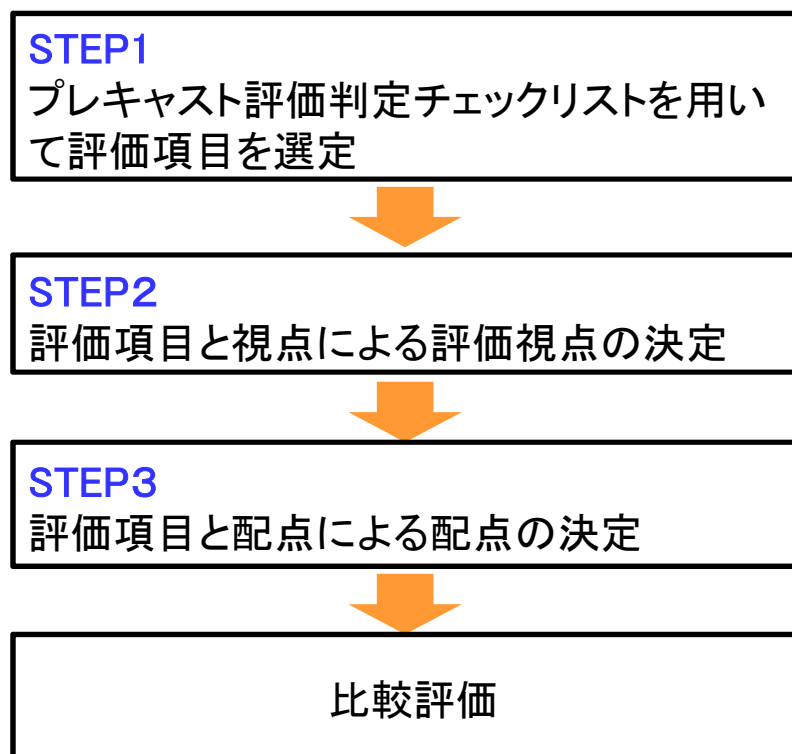 STEP1
プレキャスト評価判定チェックリストを用い
て評価項目を選定
STEP2
評価項目と視点による評価視点の決定
STEP3
評価項目と配点による配点の決定
比較評価